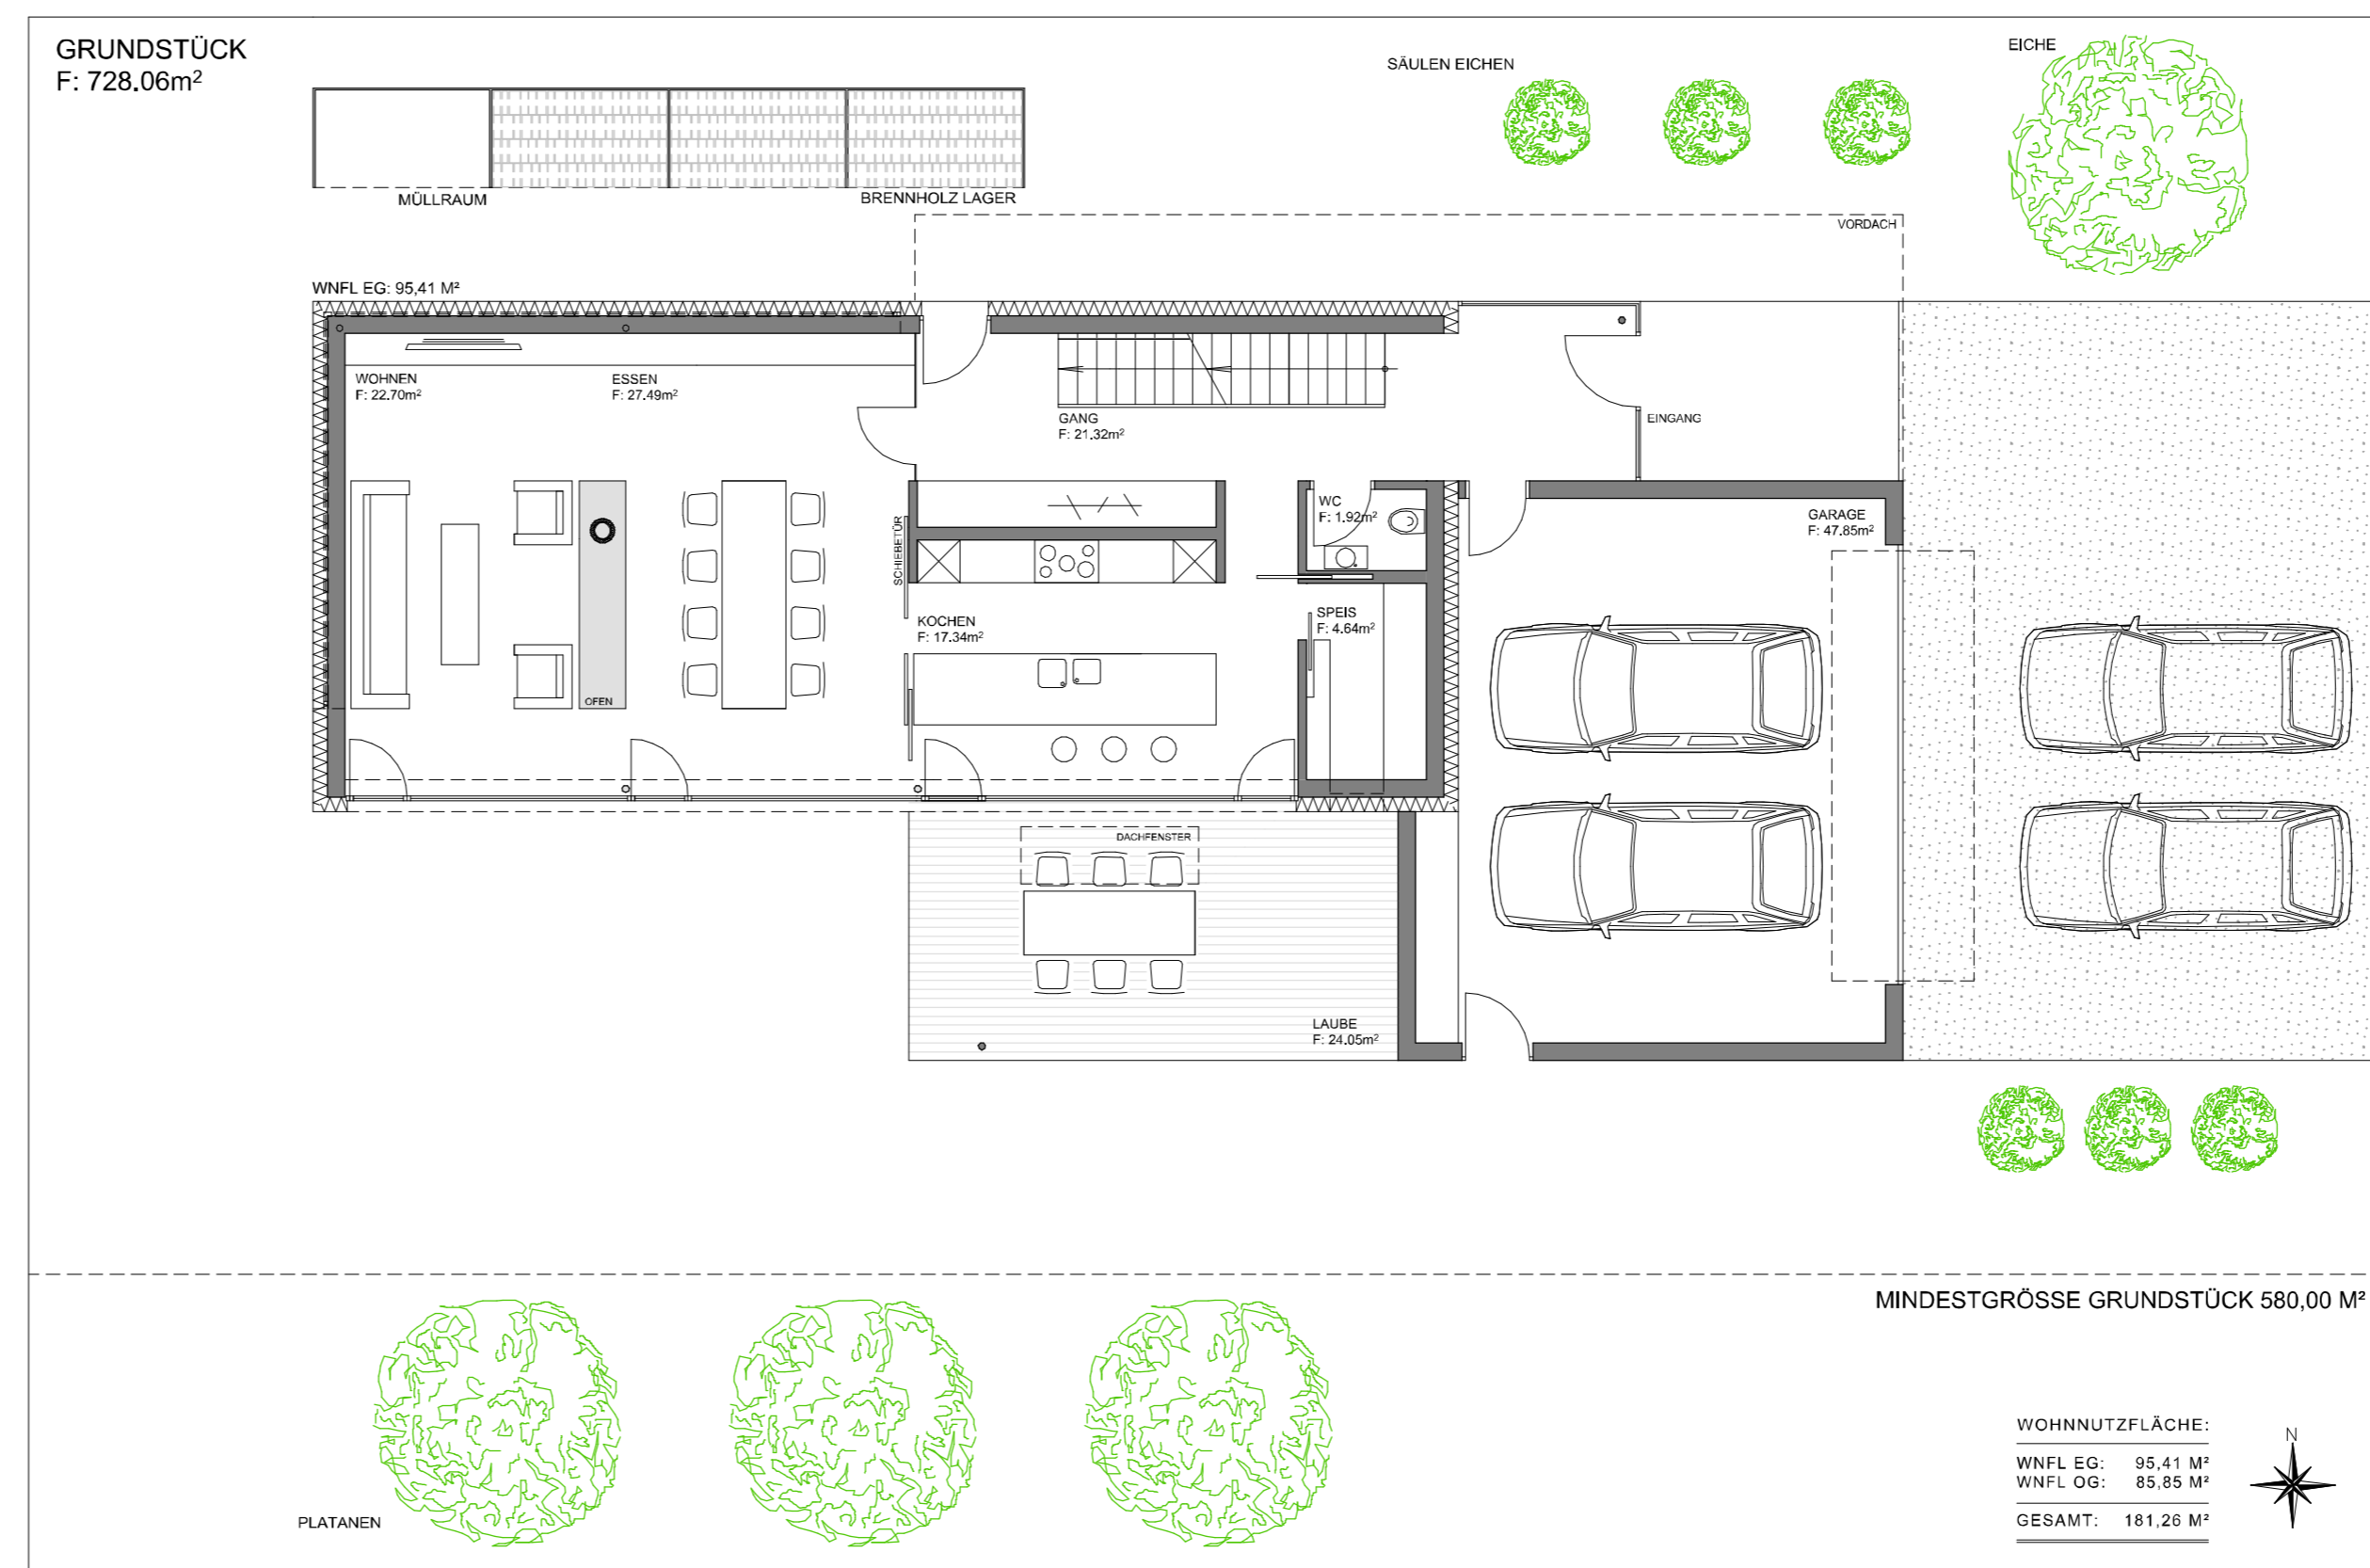 GRUNDSTÜCK
F: 728.06m²
SÄULEN EICHEN
EICHE
MÜLLRAUM
BRENNHOLZ LAGER
VORDACH
WNFL EG: 95,41 M²
WOHNEN
F: 22.70m²
ESSEN
F: 27.49m²
GANG
F: 21.32m²
EINGANG
WC
F: 1.92m²
GARAGE
F: 47.85m²
SCHIEBETÜR
KOCHEN
F: 17.34m²
SPEIS
F: 4.64m²
OFEN
DACHFENSTER
LAUBE
F: 24.05m²
MINDESTGRÖSSE GRUNDSTÜCK 580,00 M²
PLATANEN
WOHNNUTZFLÄCHE:
WNFL EG: 95,41 M²
WNFL OG: 85,85 M²
GESAMT: 181,26 M²
N